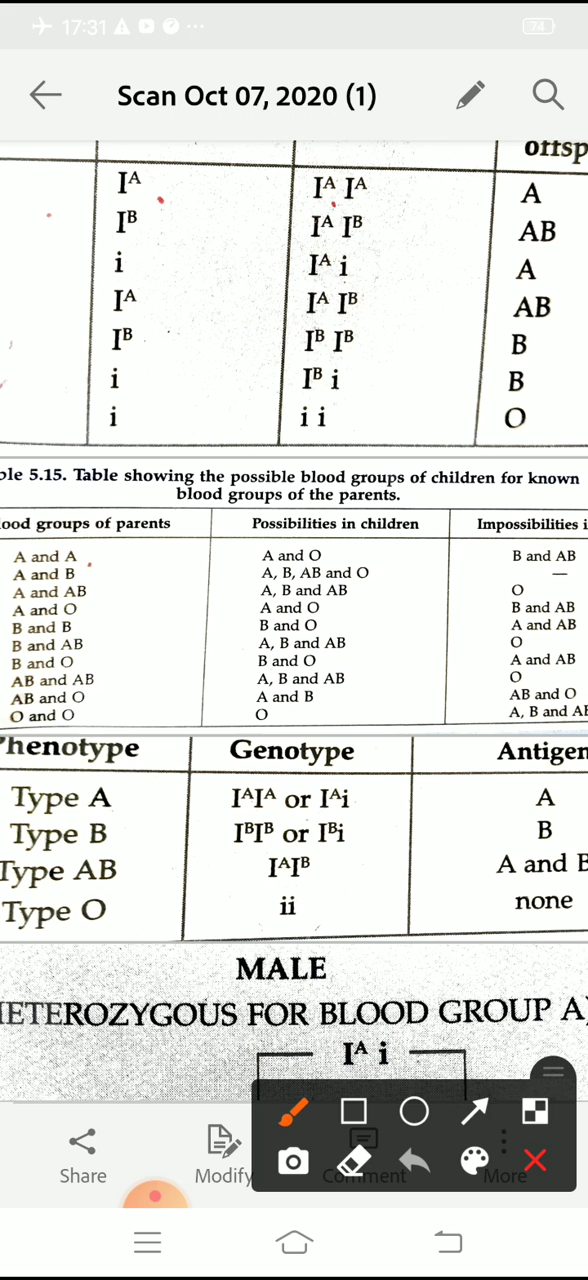 17:31
74
Scan Oct 07, 2020 (1)
offsp
Iᴬ Iᴬ Iᴬ A
Iᴮ Iᴬ Iᴮ AB
i Iᴬ i A
Iᴬ Iᴬ Iᴮ AB
Iᴮ Iᴮ Iᴮ B
i Iᴮ i B
i i i O
ble 5.15. Table showing the possible blood groups of children for known
blood groups of the parents.
ood groups of parents Possibilities in children Impossibilities i
A and A A and O B and AB
A and B A, B, AB and O —
A and AB A, B and AB O
A and O A and O B and AB
B and B B and O A and AB
B and AB A, B and AB O
B and O B and O A and AB
AB and AB A, B and AB O
AB and O A and B AB and O
O and O O A, B and AB
Phenotype Genotype Antigen
Type A IᴬIᴬ or Iᴬi A
Type B IᴮIᴮ or Iᴮi B
Type AB IᴬIᴮ A and B
Type O ii none
MALE
HETEROZYGOUS FOR BLOOD GROUP A
Iᴬ i
Share Modify Comment More